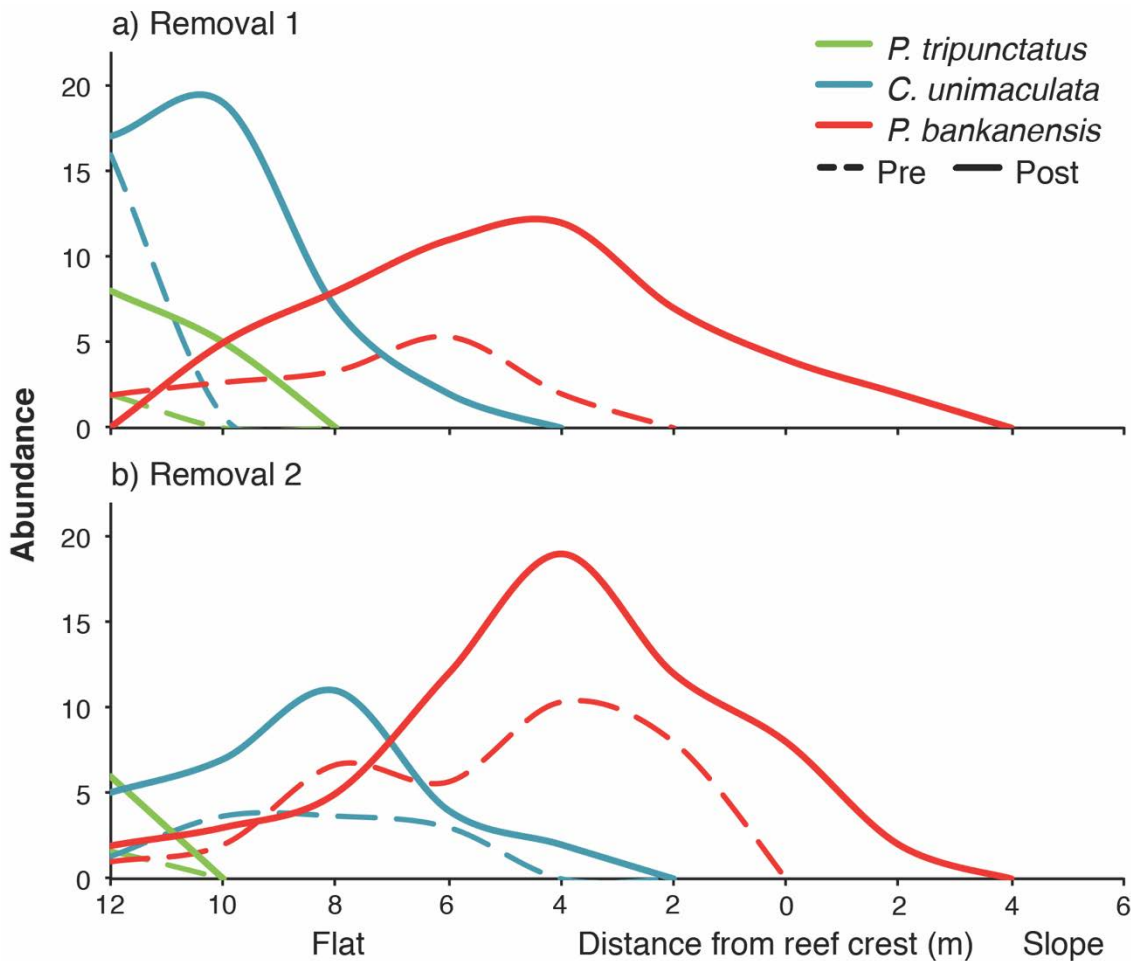 a) Removal 1
P. tripunctatus
C. unimaculata
P. bankanensis
Pre Post
20
15
10
5
0
Abundance
b) Removal 2
20
15
10
5
0
12 10 8 6 4 2 0 2 4 6
Flat Distance from reef crest (m) Slope